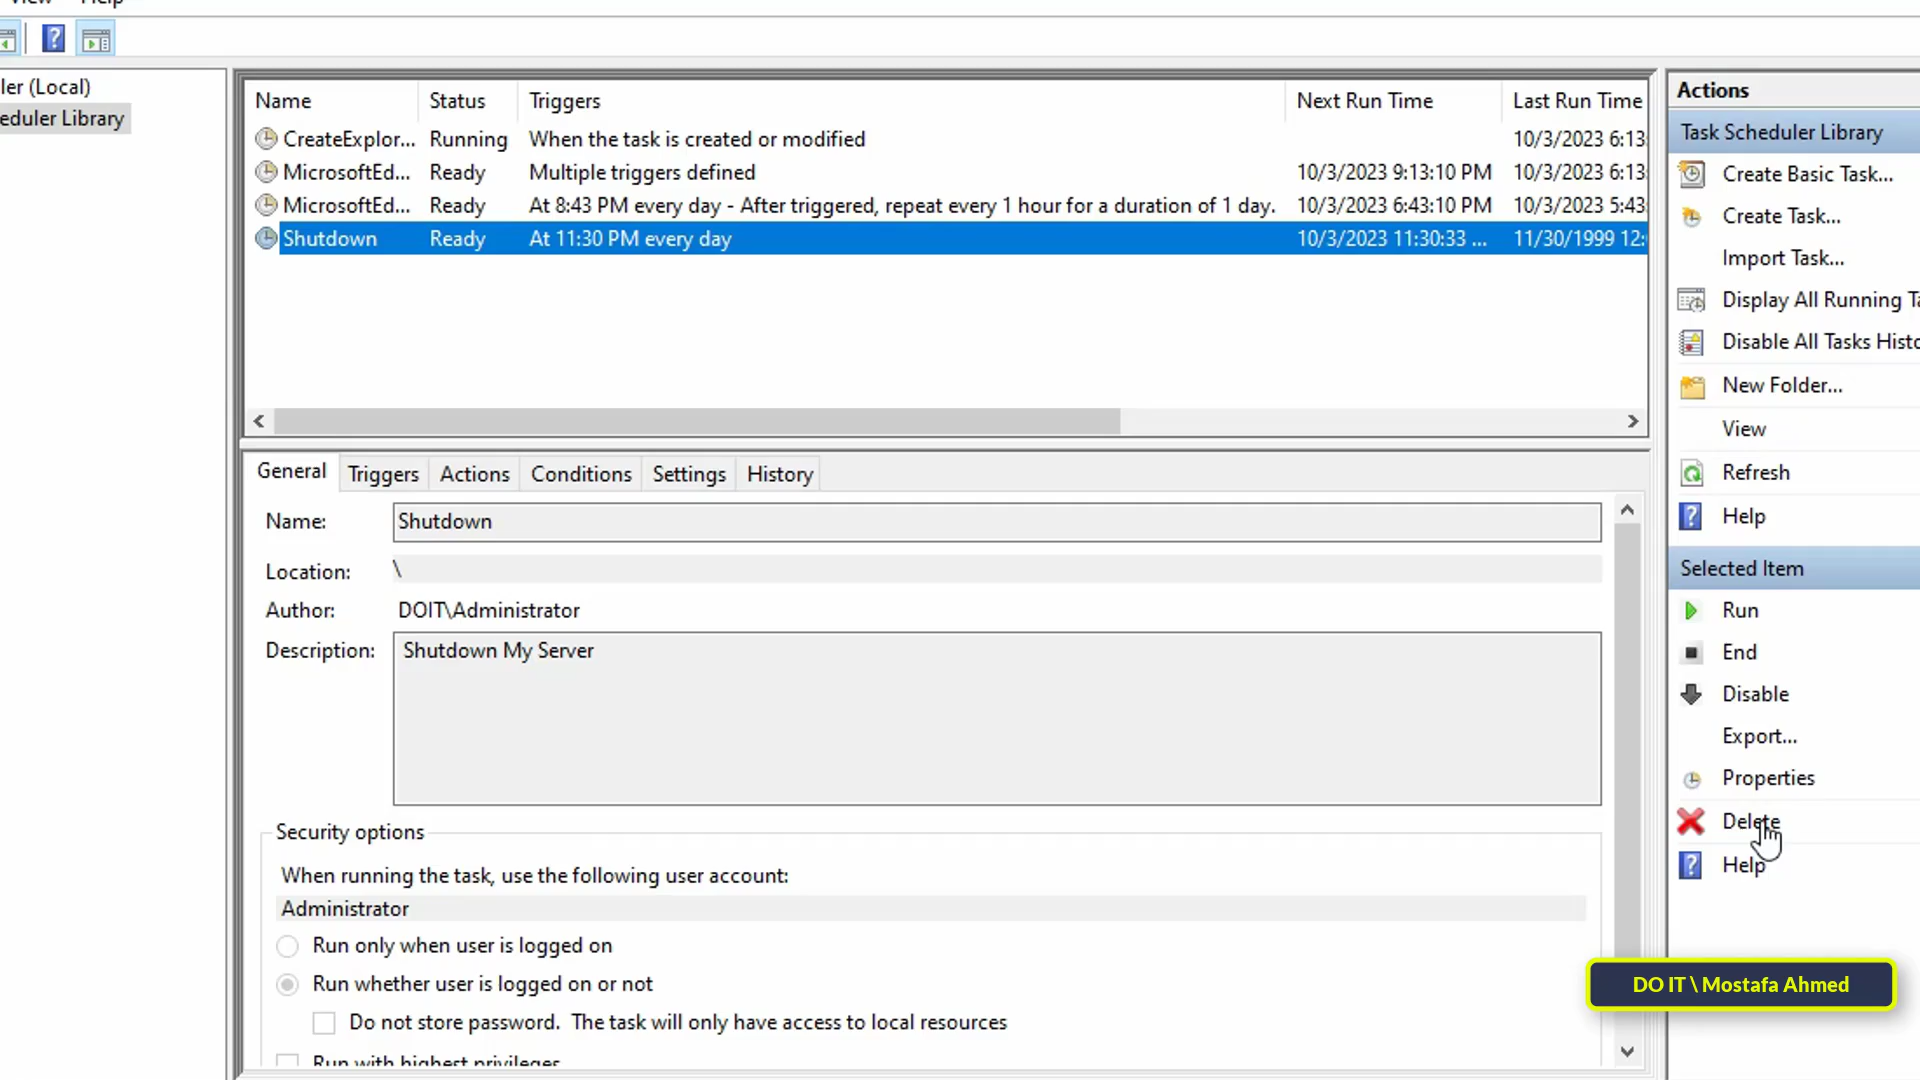 View Help
ler (Local)
eduler Library
Name Status Triggers Next Run Time Last Run Time
CreateExplor... Running When the task is created or modified 10/3/2023 6:13
MicrosoftEd... Ready Multiple triggers defined 10/3/2023 9:13:10 PM 10/3/2023 6:13
MicrosoftEd... Ready At 8:43 PM every day - After triggered, repeat every 1 hour for a duration of 1 day. 10/3/2023 6:43:10 PM 10/3/2023 5:43
Shutdown Ready At 11:30 PM every day 10/3/2023 11:30:33 ... 11/30/1999 12:
General Triggers Actions Conditions Settings History
Name: Shutdown
Location: \
Author: DOIT\Administrator
Description: Shutdown My Server
Security options
When running the task, use the following user account:
Administrator
Run only when user is logged on
Run whether user is logged on or not
Do not store password. The task will only have access to local resources
Run with highest privileges
Actions
Task Scheduler Library
Create Basic Task...
Create Task...
Import Task...
Display All Running Ta
Disable All Tasks Histo
New Folder...
View
Refresh
Help
Selected Item
Run
End
Disable
Export...
Properties
Delete
Help
DO IT \ Mostafa Ahmed